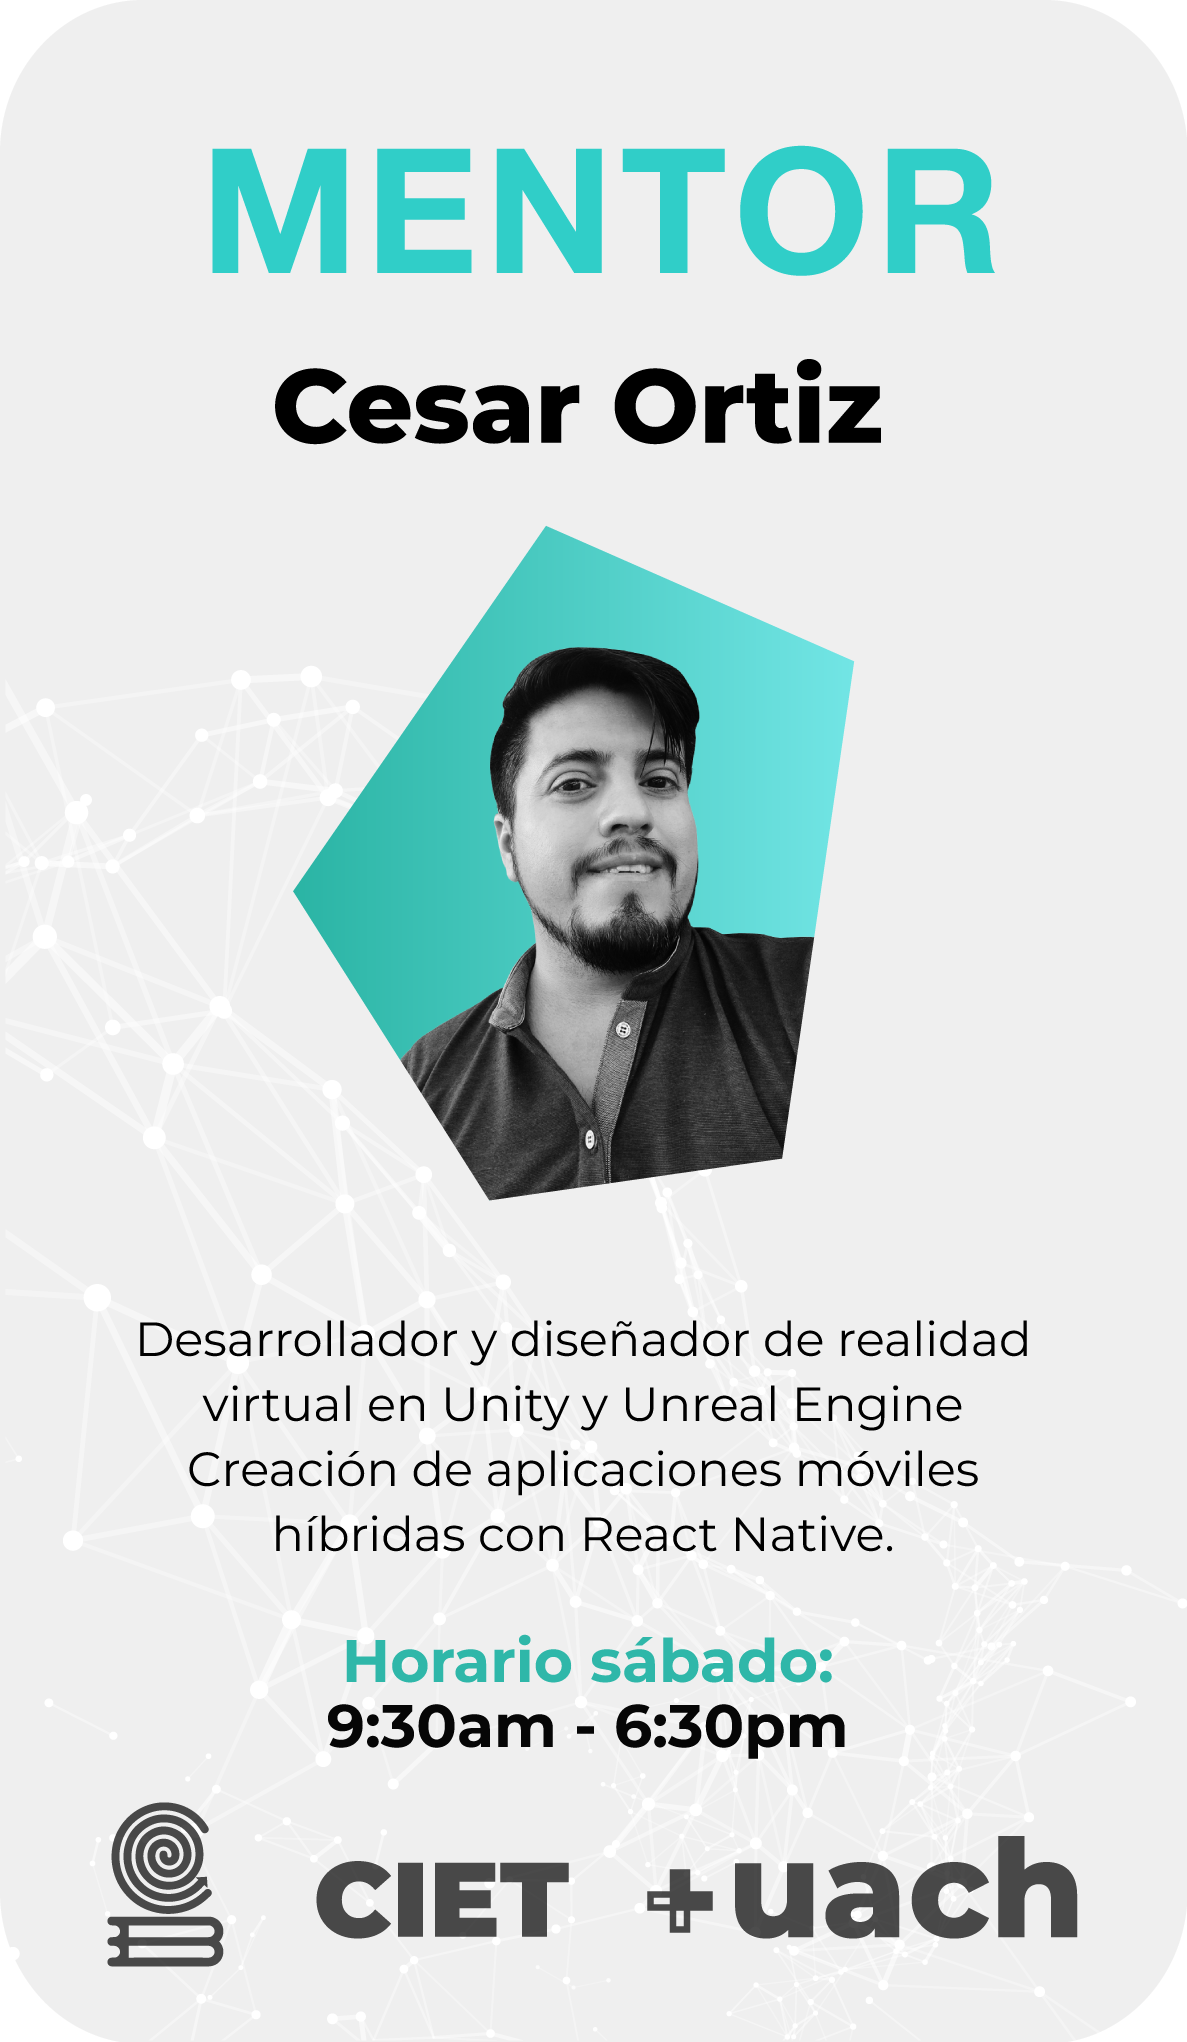 MENTOR
Cesar Ortiz
Desarrollador y diseñador de realidad
virtual en Unity y Unreal Engine
Creación de aplicaciones móviles
híbridas con React Native.
Horario sábado:
9:30am - 6:30pm
CIET +uach